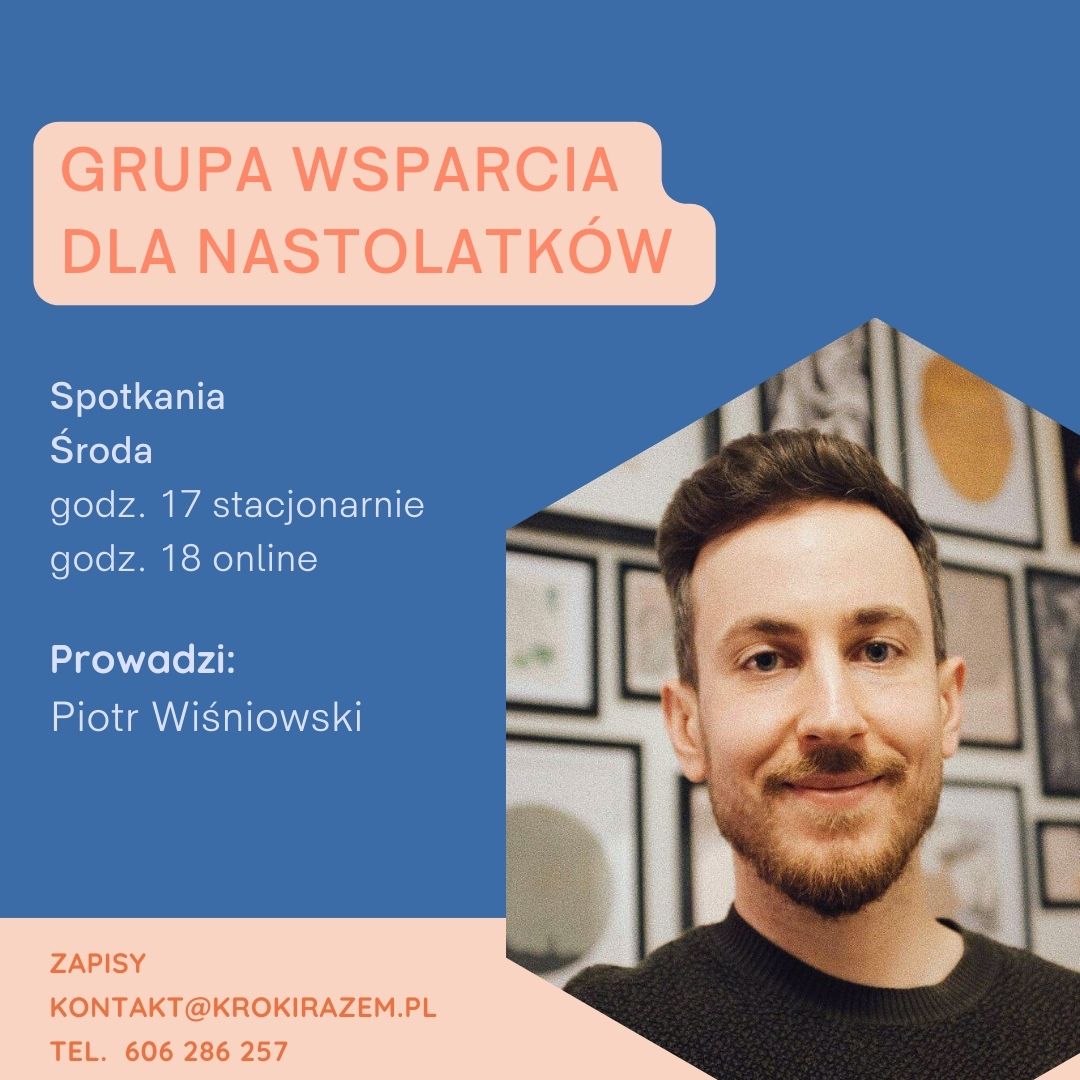 GRUPA WSPARCIA
DLA NASTOLATKÓW
Spotkania
Środa
godz. 17 stacjonarnie
godz. 18 online
Prowadzi:
Piotr Wiśniowski
ZAPISY
KONTAKT@KROKIRAZEM.PL
TEL. 606 286 257